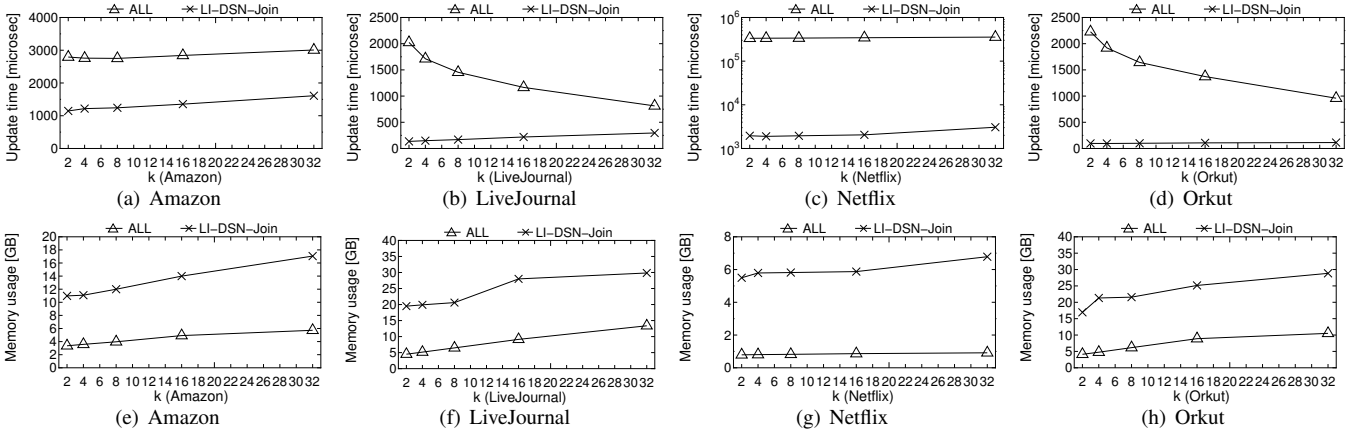 ALL LI-DSN-Join
Update time [microsec]
4000
3000
2000
1000
0
2 4 6 8 10 12 14 16 18 20 22 24 26 28 30 32
k (Amazon)
(a) Amazon
ALL LI-DSN-Join
Update time [microsec]
2500
2000
1500
1000
500
0
2 4 6 8 10 12 14 16 18 20 22 24 26 28 30 32
k (LiveJournal)
(b) LiveJournal
ALL LI-DSN-Join
Update time [microsec]
10^6
10^5
10^4
10^3
2 4 6 8 10 12 14 16 18 20 22 24 26 28 30 32
k (Netflix)
(c) Netflix
ALL LI-DSN-Join
Update time [microsec]
2500
2000
1500
1000
500
0
2 4 6 8 10 12 14 16 18 20 22 24 26 28 30 32
k (Orkut)
(d) Orkut
ALL LI-DSN-Join
Memory usage [GB]
20
18
16
14
12
10
8
6
4
2
0
2 4 6 8 10 12 14 16 18 20 22 24 26 28 30 32
k (Amazon)
(e) Amazon
ALL LI-DSN-Join
Memory usage [GB]
40
35
30
25
20
15
10
5
0
2 4 6 8 10 12 14 16 18 20 22 24 26 28 30 32
k (LiveJournal)
(f) LiveJournal
ALL LI-DSN-Join
Memory usage [GB]
8
6
4
2
0
2 4 6 8 10 12 14 16 18 20 22 24 26 28 30 32
k (Netflix)
(g) Netflix
ALL LI-DSN-Join
Memory usage [GB]
40
35
30
25
20
15
10
5
0
2 4 6 8 10 12 14 16 18 20 22 24 26 28 30 32
k (Orkut)
(h) Orkut